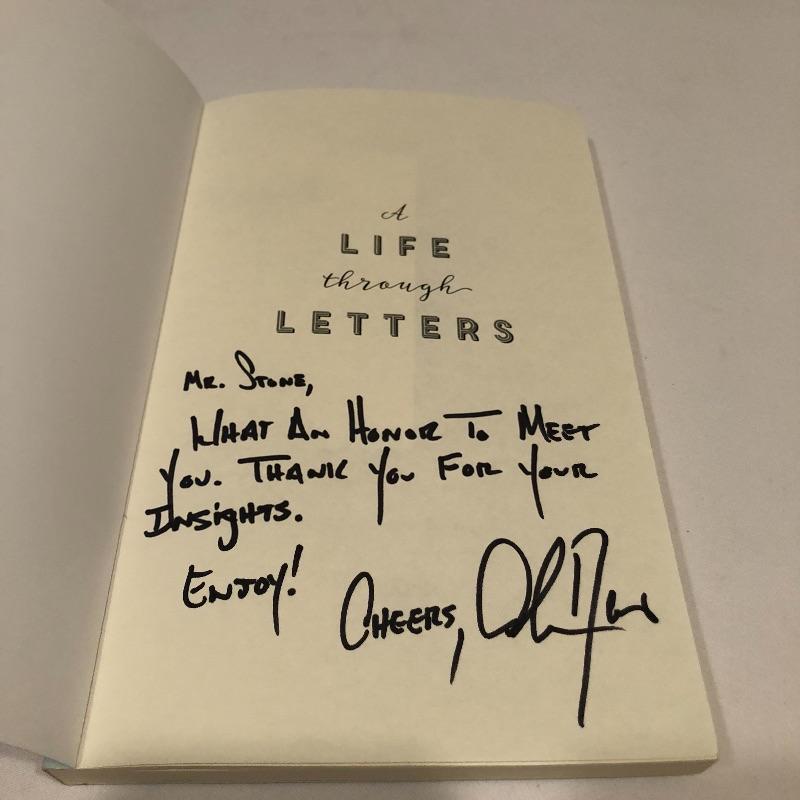 A
LIFE
through
LETTERS
MR. STONE,
WHAT AN HONOR TO MEET
YOU. THANK YOU FOR YOUR
INSIGHTS.
ENJOY!
CHEERS,